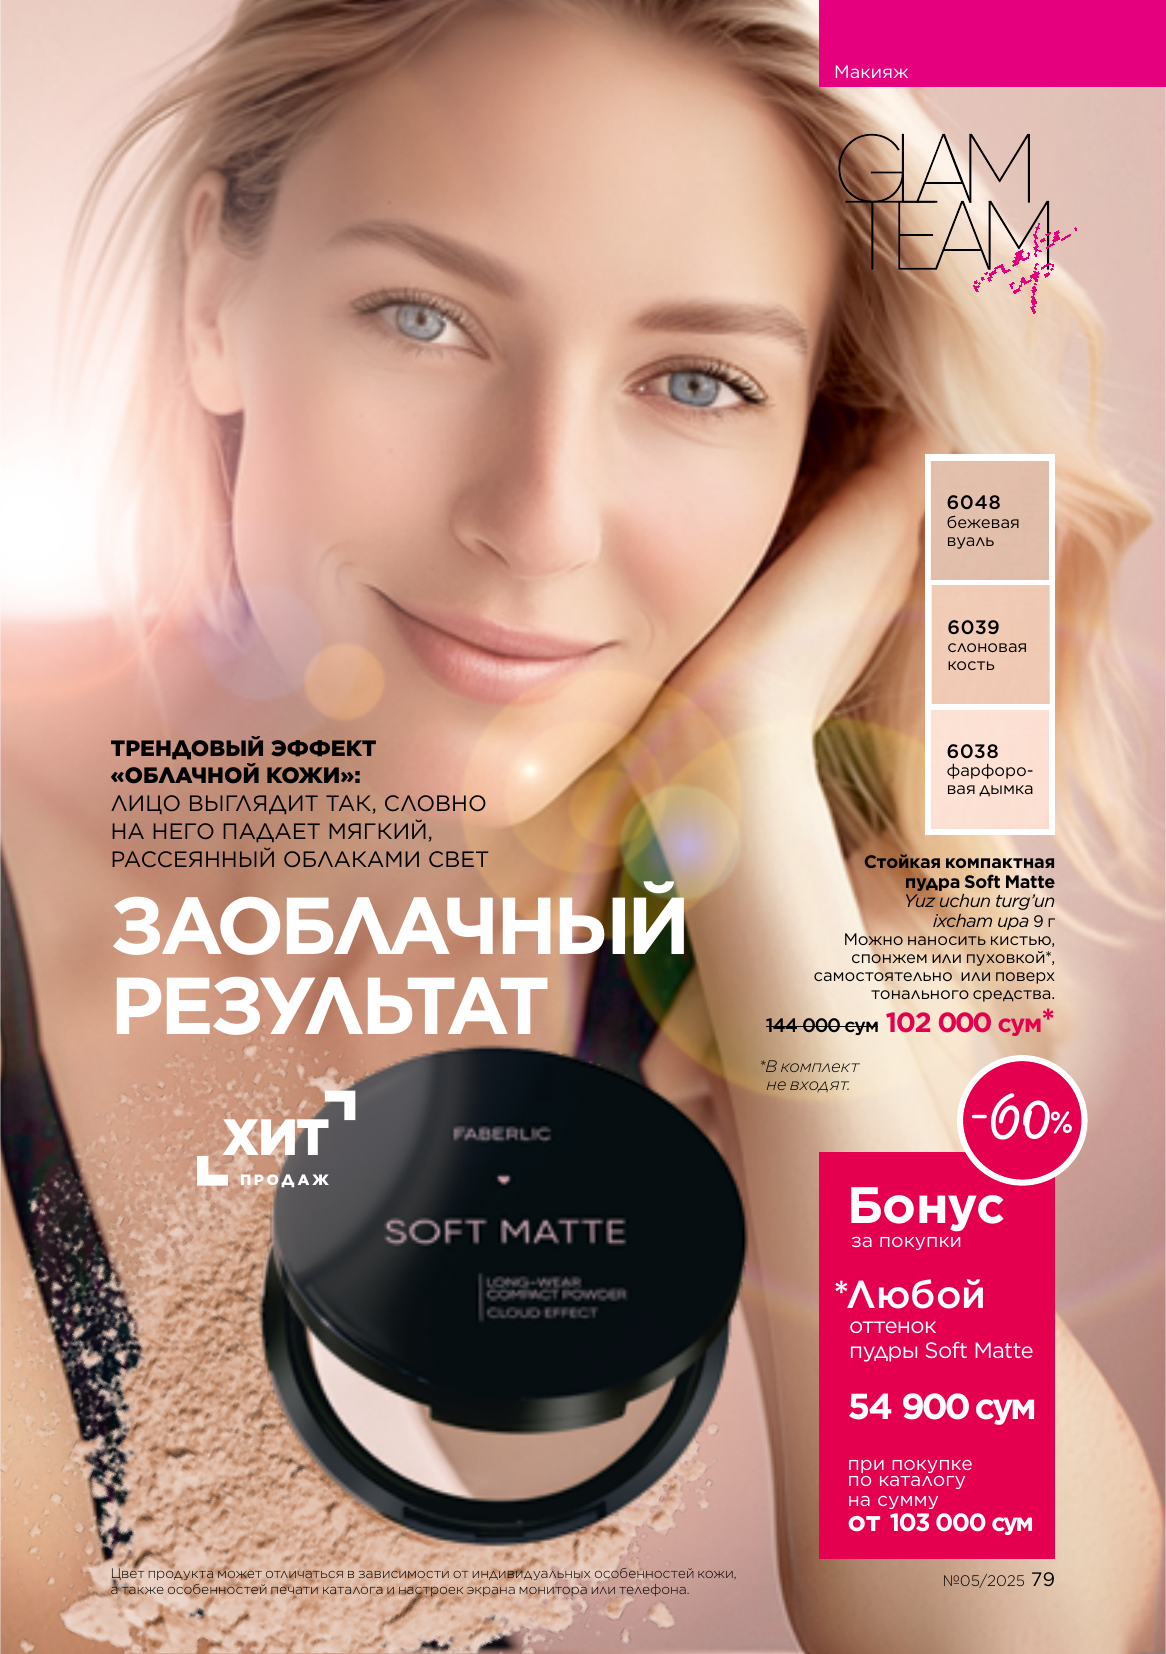 Макияж
GLAM
TEAM
6048
бежевая
вуаль
6039
слоновая
кость
6038
фарфоро-
вая дымка
ТРЕНДОВЫЙ ЭФФЕКТ
«ОБЛАЧНОЙ КОЖИ»:
ЛИЦО ВЫГЛЯДИТ ТАК, СЛОВНО
НА НЕГО ПАДАЕТ МЯГКИЙ,
РАССЕЯННЫЙ ОБЛАКАМИ СВЕТ
ЗАОБЛАЧНЫЙ
РЕЗУЛЬТАТ
Стойкая компактная
пудра Soft Matte
Yuz uchun turg'un
ixcham upa 9 г
Можно наносить кистью,
спонжем или пуховкой*,
самостоятельно или поверх
тонального средства.
144 000 сум 102 000 сум*
*В комплект
не входят.
ХИТ
ПРОДАЖ
FABERLIC
SOFT MATTE
LONG-WEAR
COMPACT POWDER
CLOUD EFFECT
-60%
Бонус
за покупки
*Любой
оттенок
пудры Soft Matte
54 900 сум
при покупке
по каталогу
на сумму
от 103 000 сум
Цвет продукта может отличаться в зависимости от индивидуальных особенностей кожи,
а также особенностей печати каталога и настроек экрана монитора или телефона.
№05/2025 79